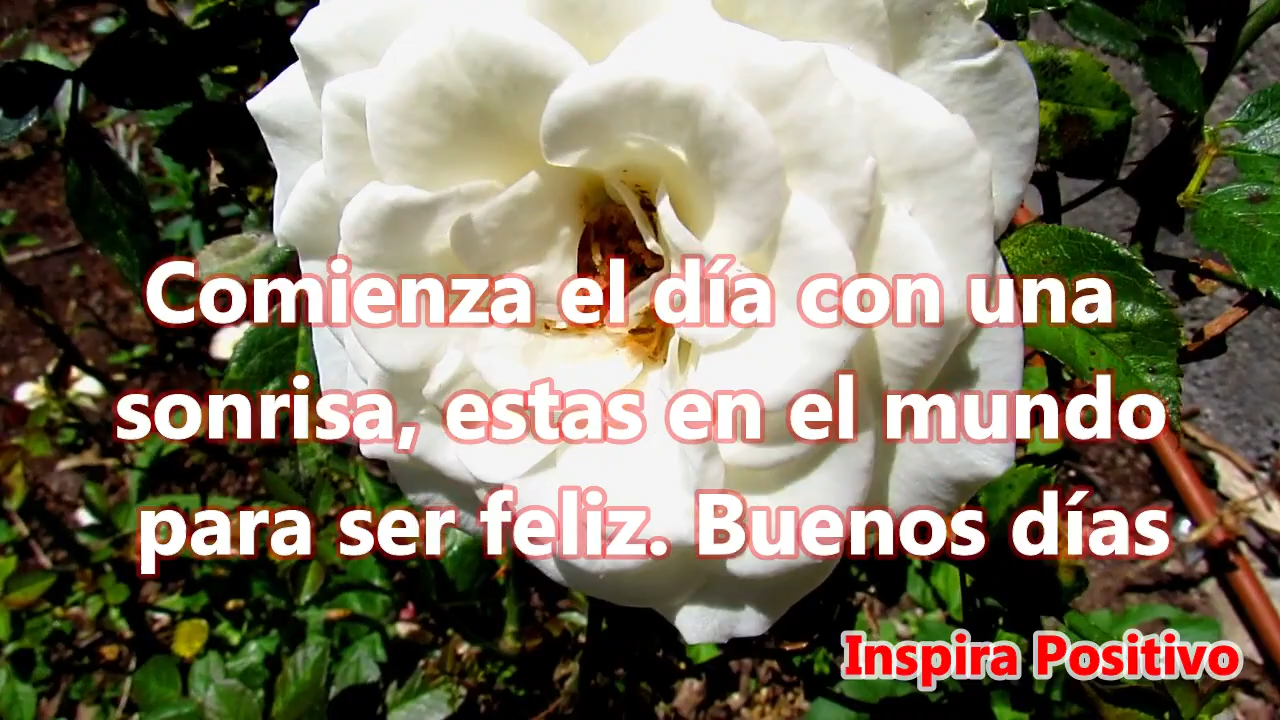 Comienza el día con una
sonrisa, estas en el mundo
para ser feliz. Buenos días
Inspira Positivo